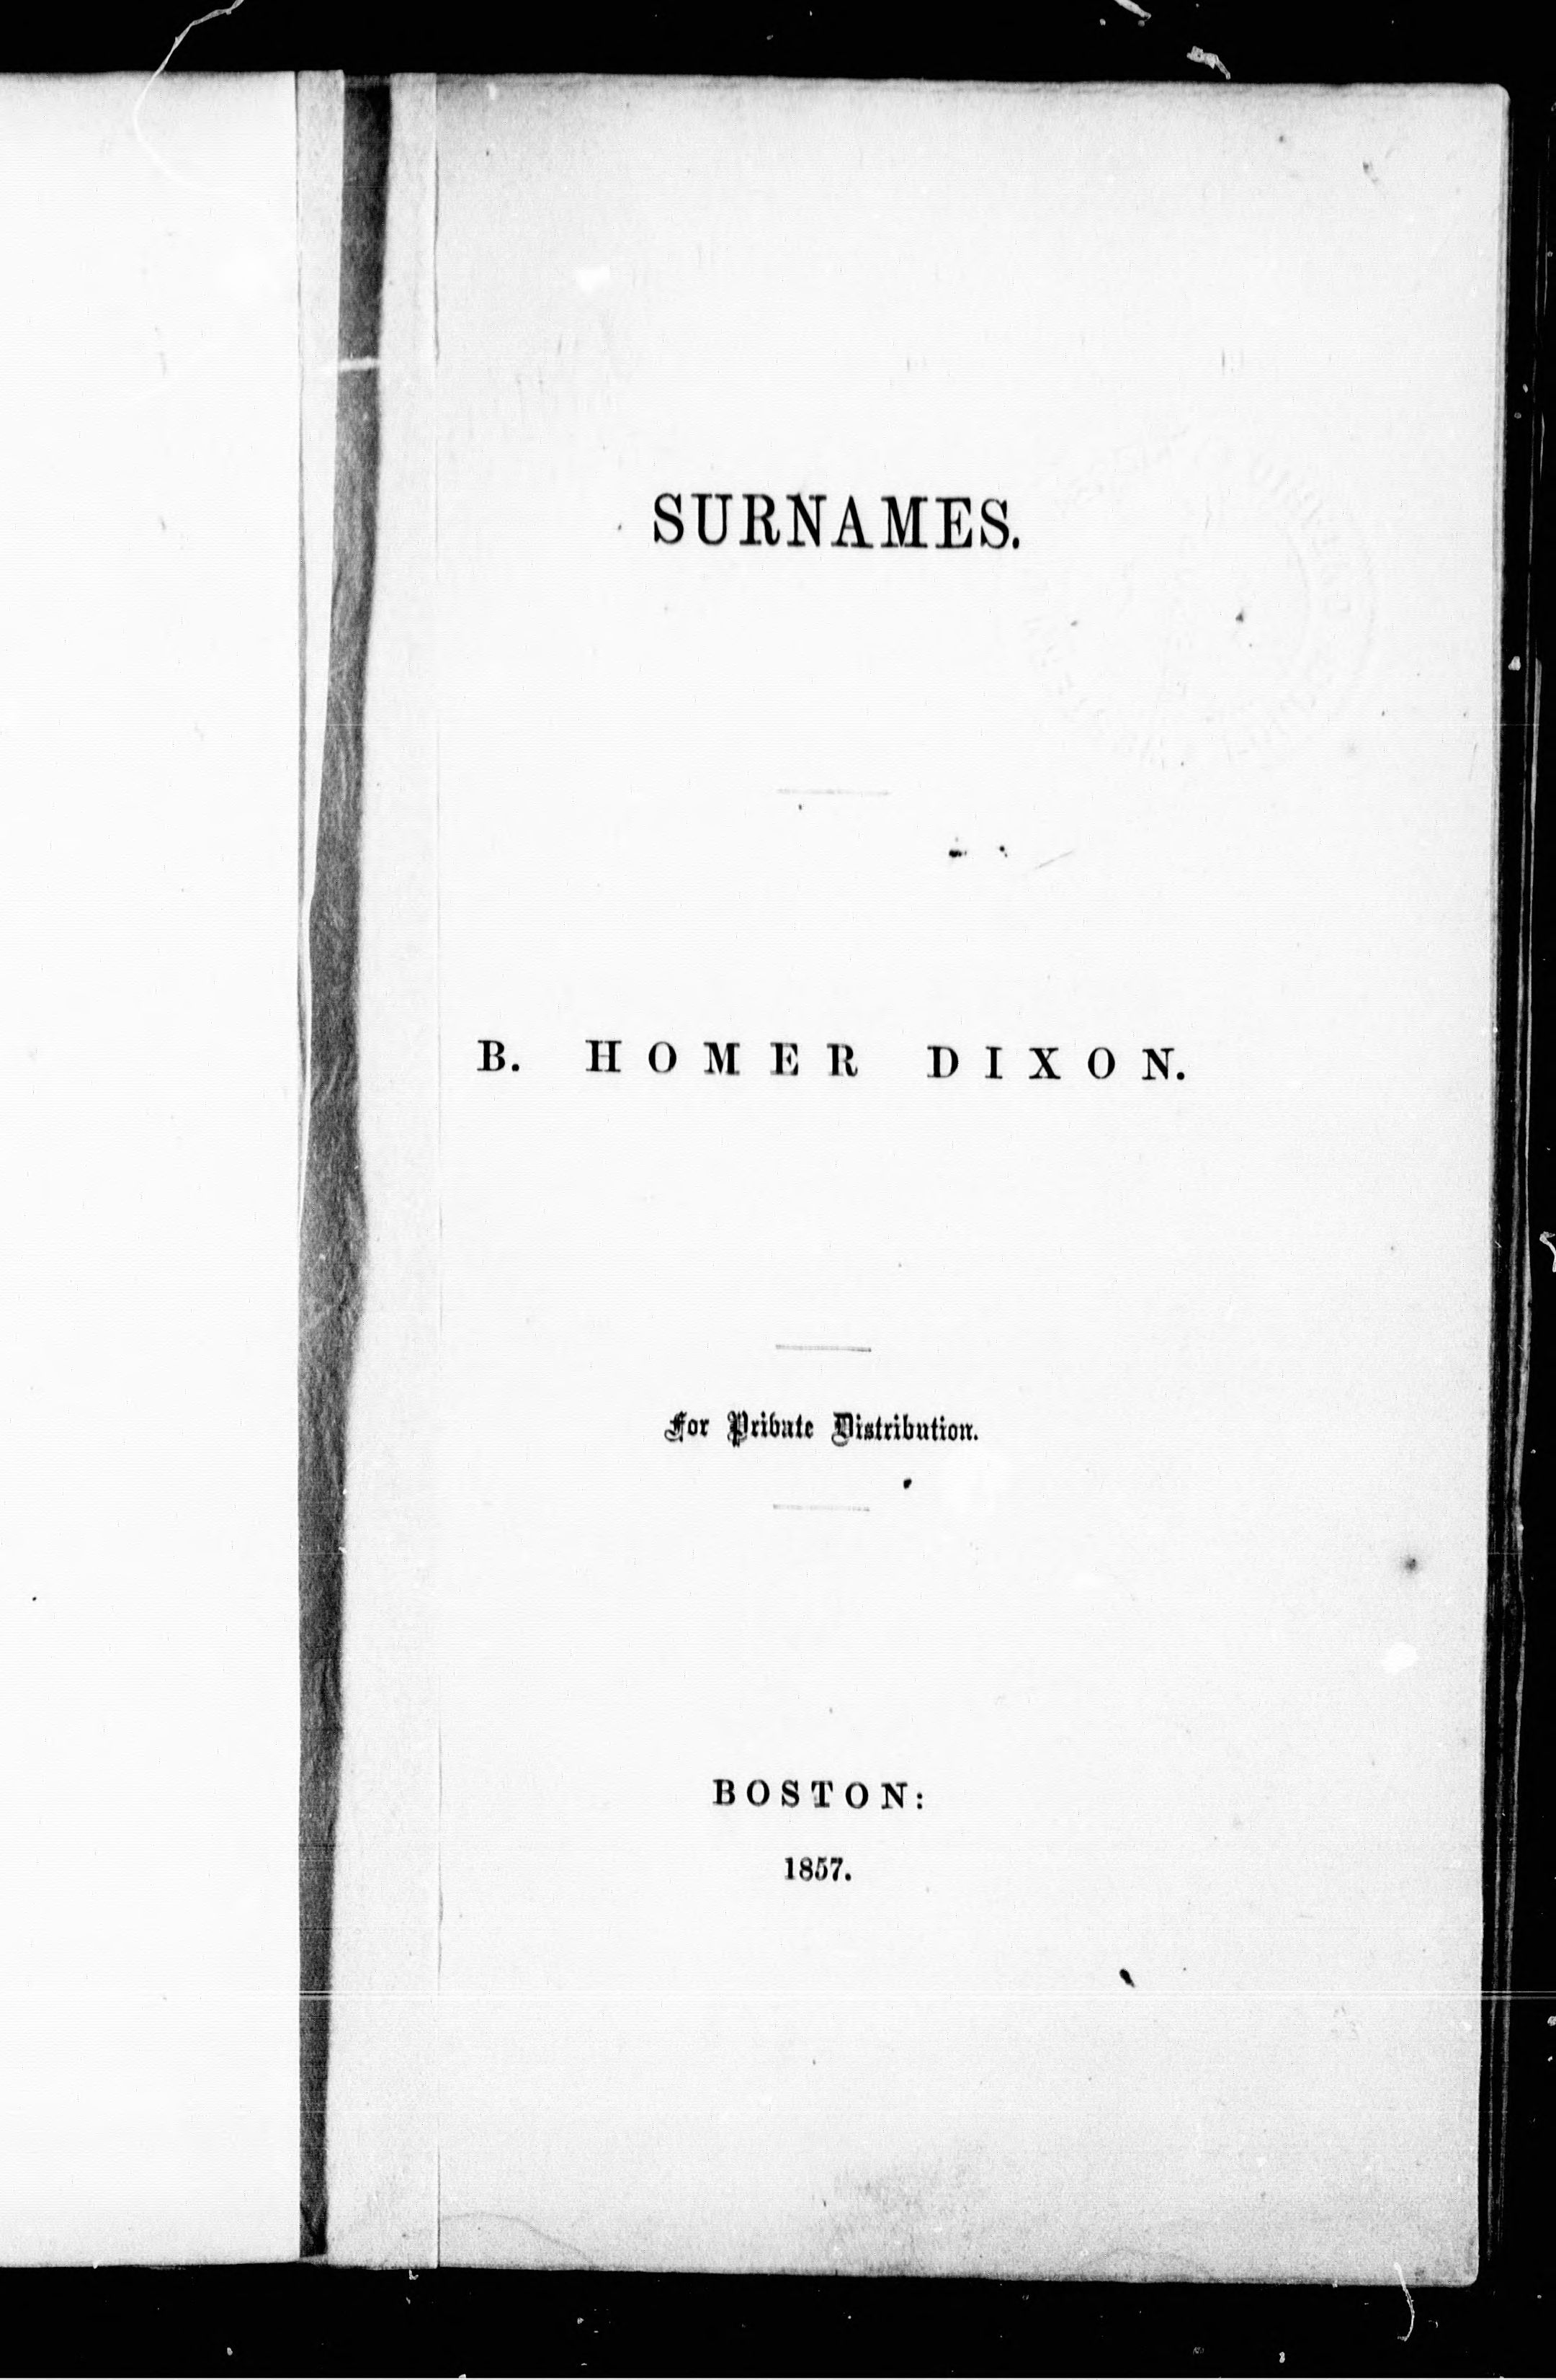 SURNAMES.
B. HOMER DIXON.
For Private Distribution.
BOSTON:
1857.